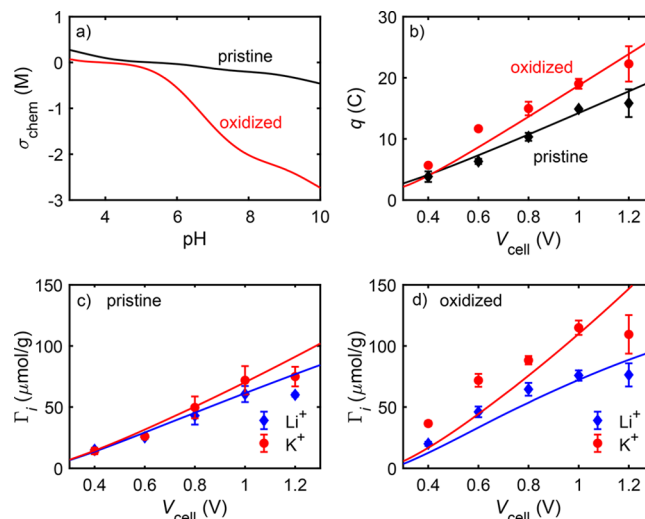 a)
pristine
oxidized
σchem (M)
1
0
-1
-2
-3
4
6
8
10
pH
b)
oxidized
pristine
q (C)
30
20
10
0
0.4
0.6
0.8
1
1.2
Vcell (V)
c) pristine
Γi (μmol/g)
150
100
50
0
Li+
K+
0.4
0.6
0.8
1
1.2
Vcell (V)
d) oxidized
Γi (μmol/g)
150
100
50
0
Li+
K+
0.4
0.6
0.8
1
1.2
Vcell (V)